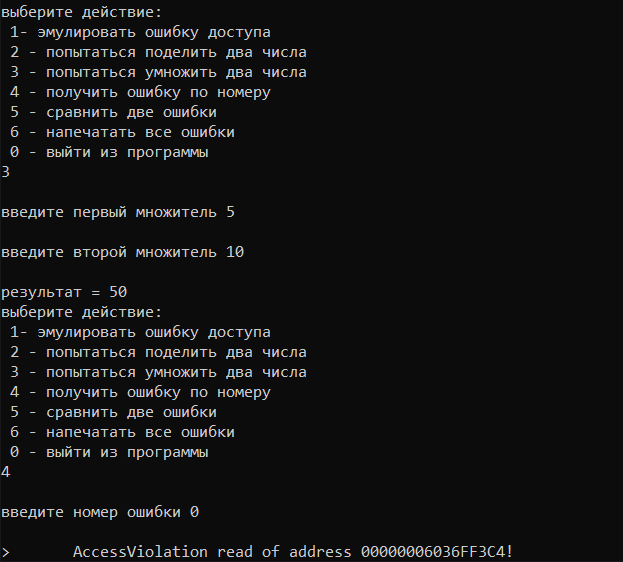 выберите действие:
1- эмулировать ошибку доступа
2 - попытаться поделить два числа
3 - попытаться умножить два числа
4 - получить ошибку по номеру
5 - сравнить две ошибки
6 - напечатать все ошибки
0 - выйти из программы
3
введите первый множитель 5
введите второй множитель 10
результат = 50
выберите действие:
1- эмулировать ошибку доступа
2 - попытаться поделить два числа
3 - попытаться умножить два числа
4 - получить ошибку по номеру
5 - сравнить две ошибки
6 - напечатать все ошибки
0 - выйти из программы
4
введите номер ошибки 0
> AccessViolation read of address 00000006036FF3C4!